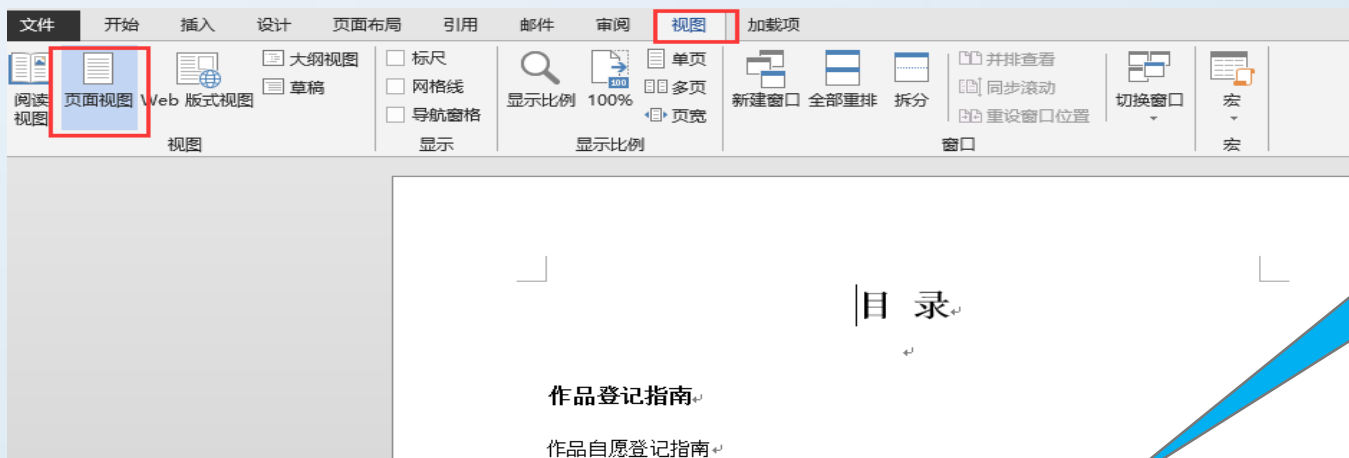 文件 开始 插入 设计 页面布局 引用 邮件 审阅 视图 加载项
阅读视图 页面视图 Web 版式视图 大纲视图 草稿
标尺 网格线 导航窗格
显示比例 100% 单页 多页 页宽
新建窗口 全部重排 拆分 并排查看 同步滚动 重设窗口位置 切换窗口
宏
视图 显示 显示比例 窗口 宏
目 录
作品登记指南
作品自愿登记指南